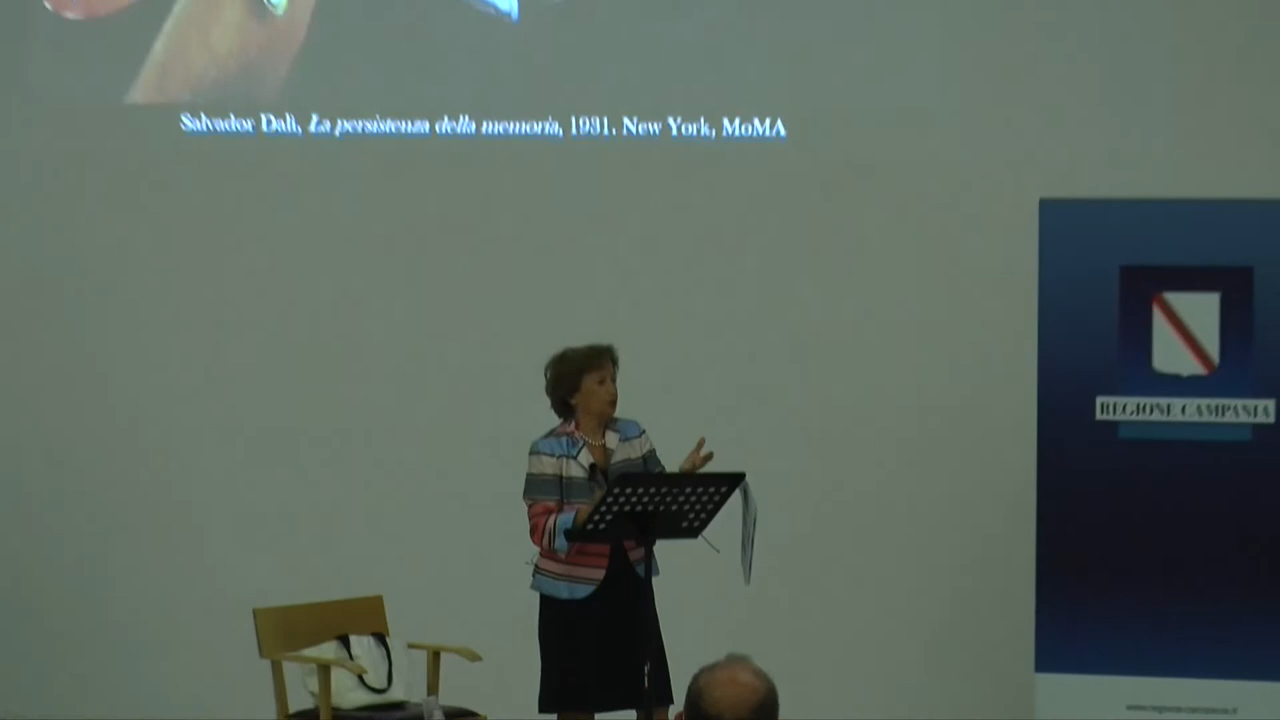 Salvador Dalì, La persistenza della memoria, 1931. New York, MoMA
REGIONE CAMPANIA